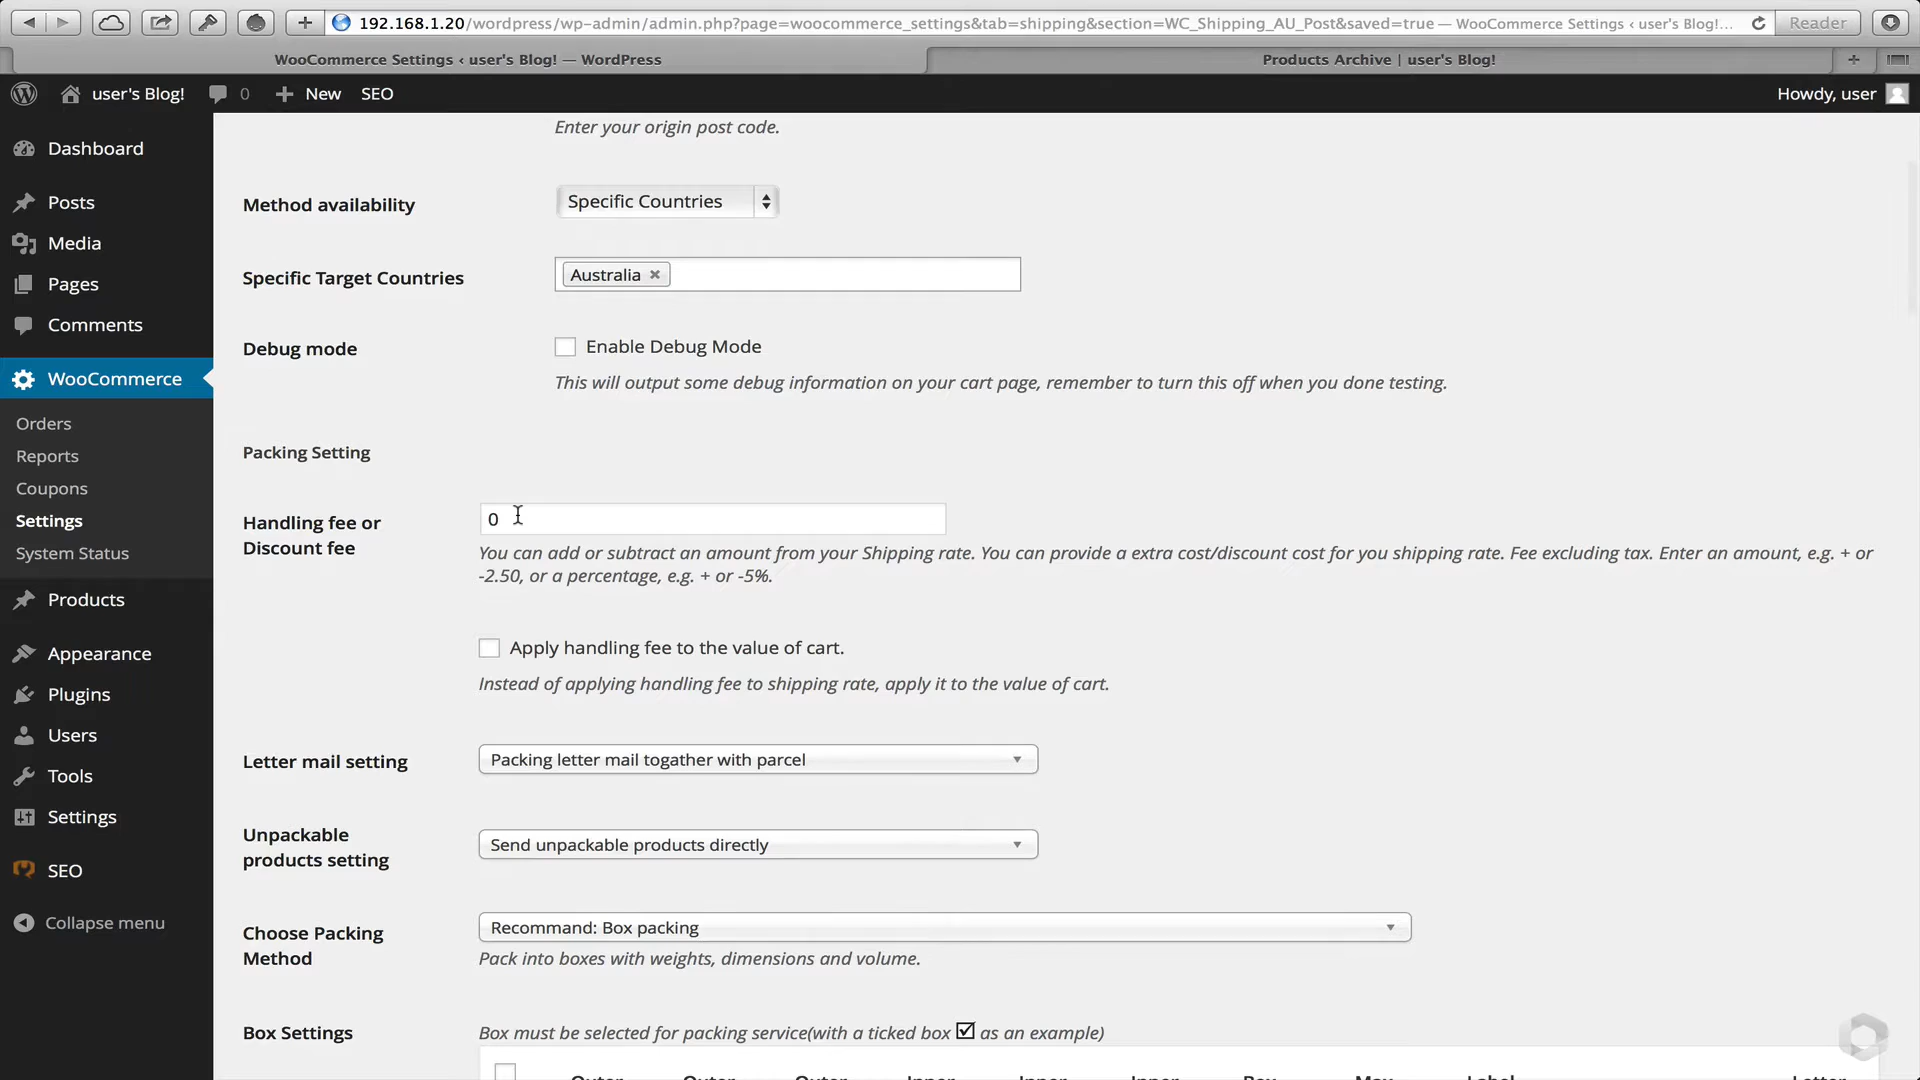 192.168.1.20/wordpress/wp-admin/admin.php?page=woocommerce_settings&tab=shipping&section=WC_Shipping_AU_Post&saved=true — WooCommerce Settings ‹ user's Blog!...
Reader
WooCommerce Settings ‹ user's Blog! — WordPress
Products Archive | user's Blog!
user's Blog!
0
New
SEO
Howdy, user
Dashboard
Posts
Media
Pages
Comments
WooCommerce
Orders
Reports
Coupons
Settings
System Status
Products
Appearance
Plugins
Users
Tools
Settings
SEO
Collapse menu
Enter your origin post code.
Method availability
Specific Countries
Specific Target Countries
Australia
Debug mode
Enable Debug Mode
This will output some debug information on your cart page, remember to turn this off when you done testing.
Packing Setting
Handling fee or
Discount fee
0
You can add or subtract an amount from your Shipping rate. You can provide a extra cost/discount cost for you shipping rate. Fee excluding tax. Enter an amount, e.g. + or
-2.50, or a percentage, e.g. + or -5%.
Apply handling fee to the value of cart.
Instead of applying handling fee to shipping rate, apply it to the value of cart.
Letter mail setting
Packing letter mail togather with parcel
Unpackable
products setting
Send unpackable products directly
Choose Packing
Method
Recommand: Box packing
Pack into boxes with weights, dimensions and volume.
Box Settings
Box must be selected for packing service(with a ticked box as an example)
Outer Outer Outer Inner Inner Inner Box Max Label Letter